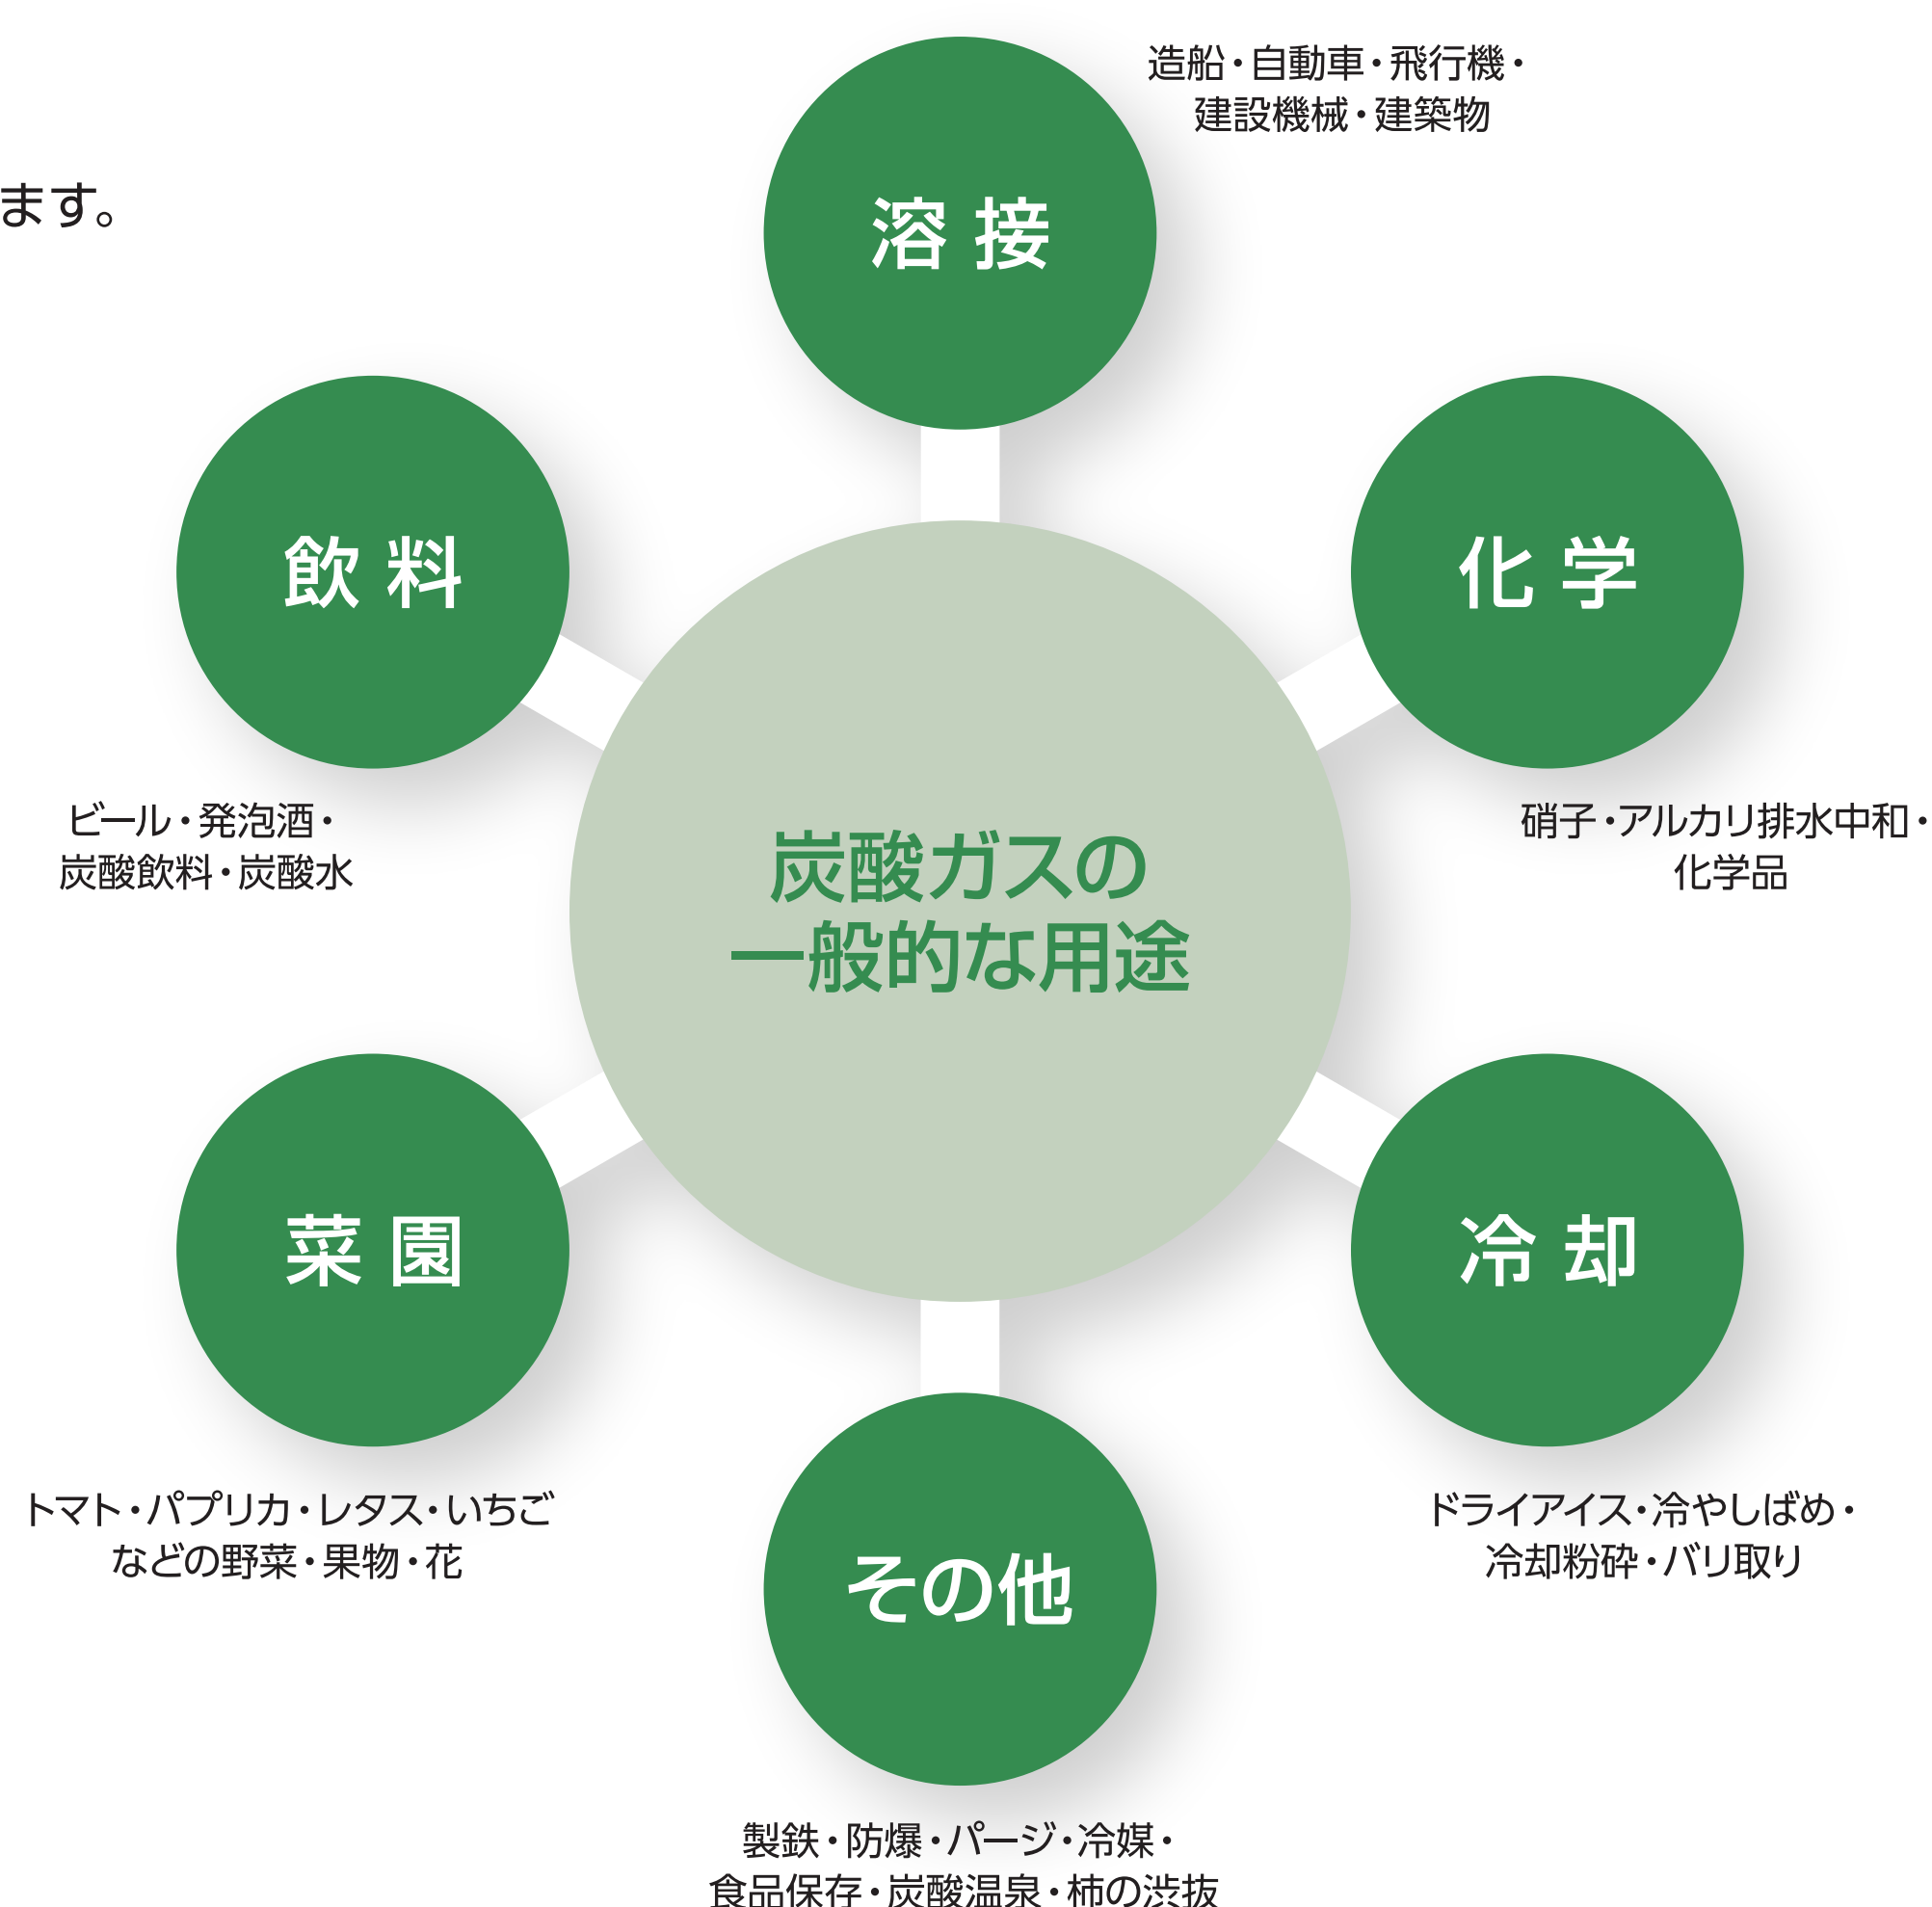 造船・自動車・飛行機・
建設機械・建築物
ます。
溶接
飲料
化学
ビール・発泡酒・
炭酸飲料・炭酸水
硝子・アルカリ排水中和・
化学品
炭酸ガスの
一般的な用途
菜園
冷却
トマト・パプリカ・レタス・いちご
などの野菜・果物・花
ドライアイス・冷やしばめ・
冷却粉砕・バリ取り
その他
製鉄・防爆・パージ・冷媒・
食品保存・炭酸温泉・柿の渋抜